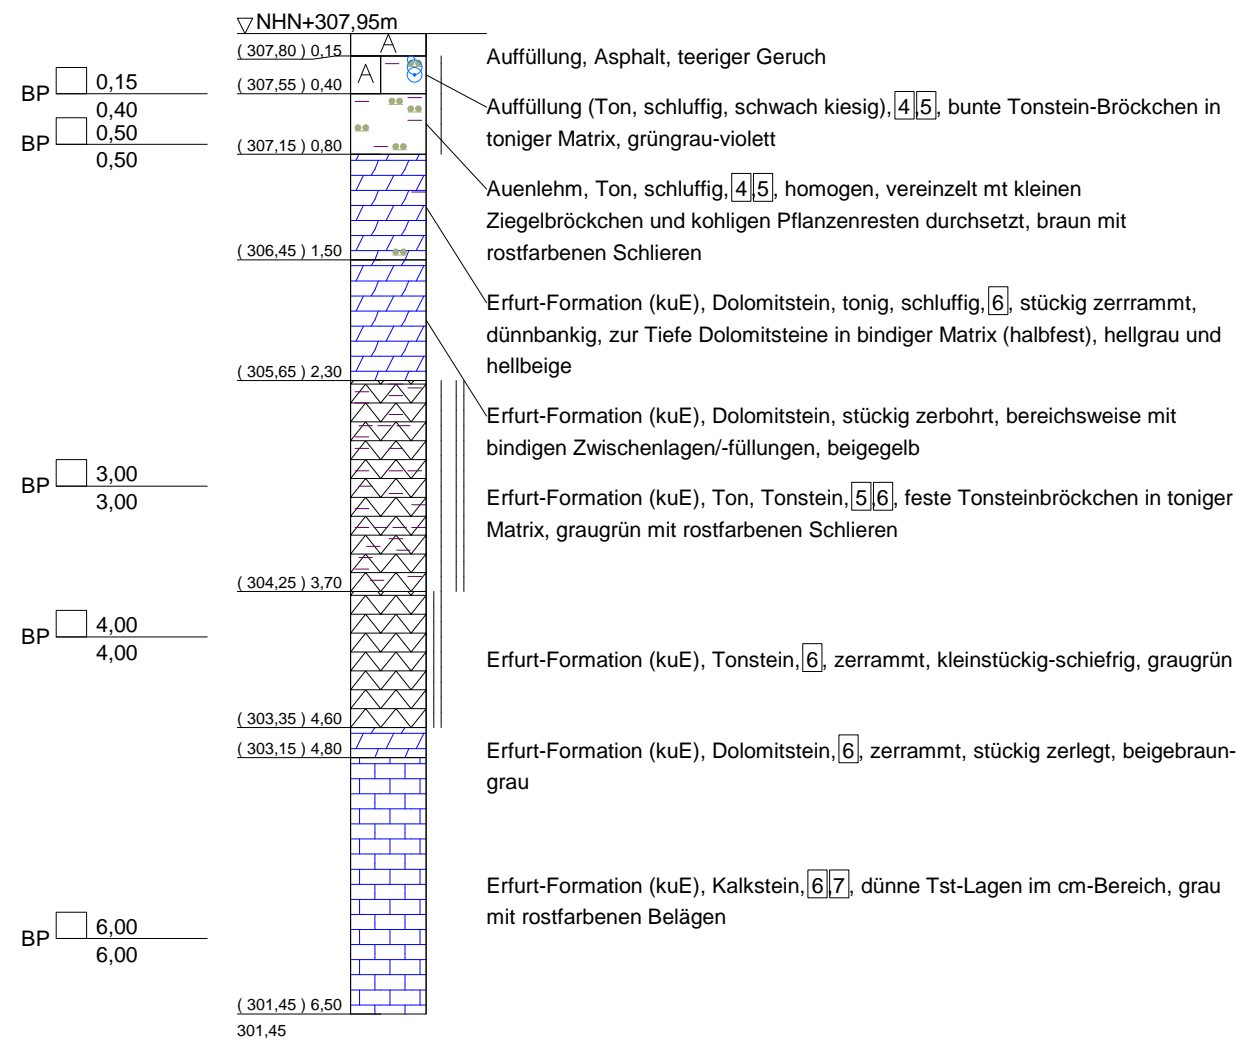 ▽ NHN+307,95m
A
( 307,80 ) 0,15
Auffüllung, Asphalt, teeriger Geruch
BP
0,15
0,40
A
( 307,55 ) 0,40
Auffüllung (Ton, schluffig, schwach kiesig), 4 5, bunte Tonstein-Bröckchen in
toniger Matrix, grüngrau-violett
BP
0,50
0,50
( 307,15 ) 0,80
Auenlehm, Ton, schluffig, 4 5, homogen, vereinzelt mt kleinen
Ziegelbröckchen und kohligen Pflanzenresten durchsetzt, braun mit
rostfarbenen Schlieren
( 306,45 ) 1,50
Erfurt-Formation (kuE), Dolomitstein, tonig, schluffig, 6, stückig zerrrammt,
dünnbankig, zur Tiefe Dolomitsteine in bindiger Matrix (halbfest), hellgrau und
hellbeige
( 305,65 ) 2,30
Erfurt-Formation (kuE), Dolomitstein, stückig zerbohrt, bereichsweise mit
bindigen Zwischenlagen/-füllungen, beigegelb
BP
3,00
3,00
Erfurt-Formation (kuE), Ton, Tonstein, 5 6, feste Tonsteinbröckchen in toniger
Matrix, graugrün mit rostfarbenen Schlieren
( 304,25 ) 3,70
BP
4,00
4,00
Erfurt-Formation (kuE), Tonstein, 6, zerrammt, kleinstückig-schiefrig, graugrün
( 303,35 ) 4,60
( 303,15 ) 4,80
Erfurt-Formation (kuE), Dolomitstein, 6, zerrammt, stückig zerlegt, beigebraun-
grau
Erfurt-Formation (kuE), Kalkstein, 6 7, dünne Tst-Lagen im cm-Bereich, grau
mit rostfarbenen Belägen
BP
6,00
6,00
( 301,45 ) 6,50
301,45